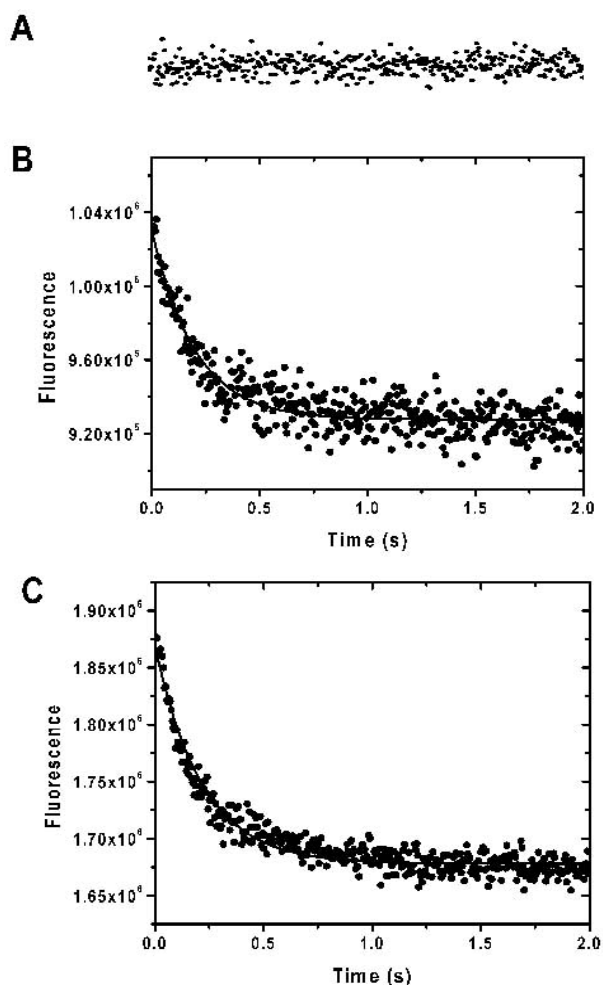 A
B
1.04x10⁶
1.00x10⁶
9.60x10⁵
9.20x10⁵
Fluorescence
0.0 0.5 1.0 1.5 2.0
Time (s)
C
1.90x10⁶
1.85x10⁶
1.80x10⁶
1.75x10⁶
1.70x10⁶
1.65x10⁶
Fluorescence
0.0 0.5 1.0 1.5 2.0
Time (s)